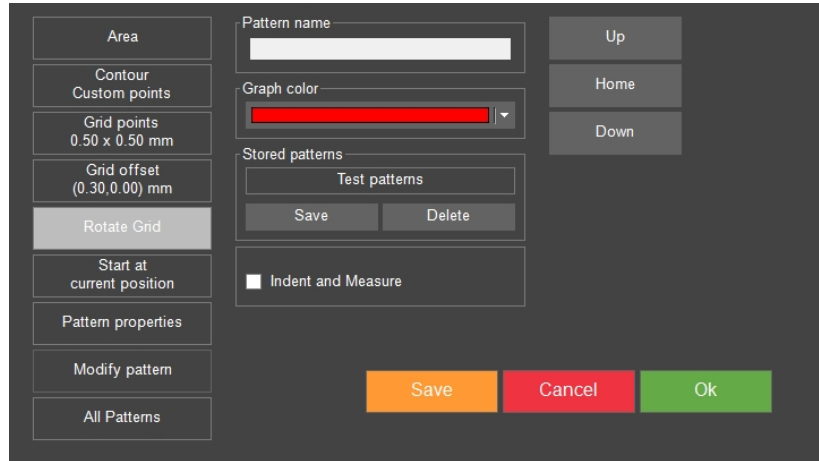 Area
Contour
Custom points
Grid points
0.50 x 0.50 mm
Grid offset
(0.30,0.00) mm
Rotate Grid
Start at
current position
Pattern properties
Modify pattern
All Patterns
Pattern name
Graph color
Stored patterns
Test patterns
Save
Delete
Indent and Measure
Up
Home
Down
Save
Cancel
Ok